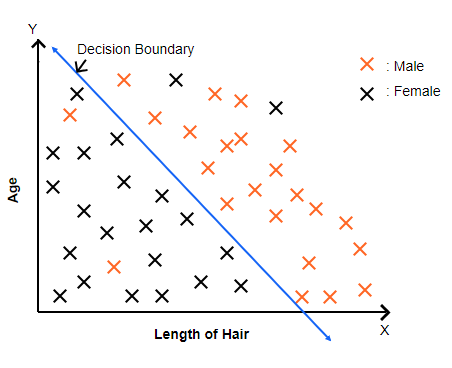 Y
Decision Boundary
: Male
: Female
Age
X
Length of Hair